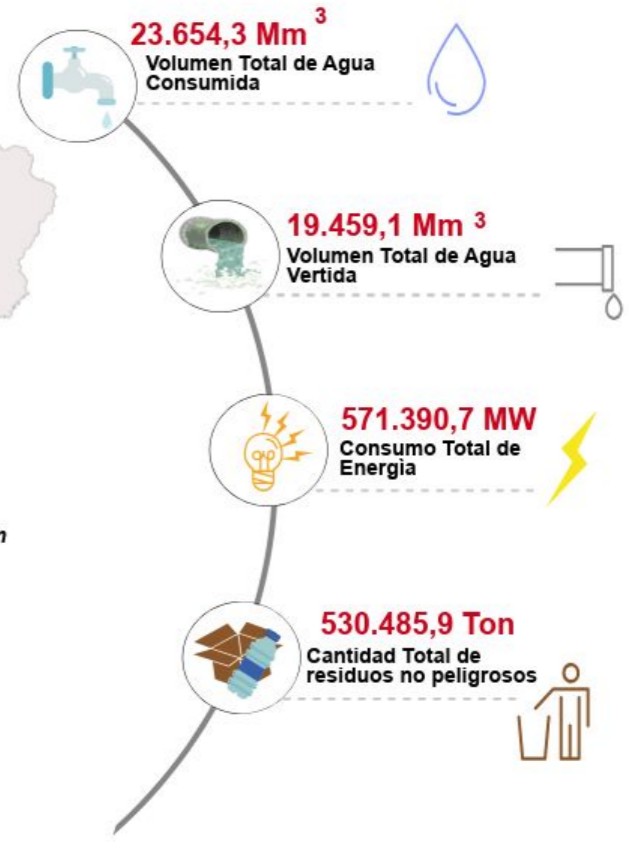 23.654,3 Mm 3
Volumen Total de Agua
Consumida
19.459,1 Mm 3
Volumen Total de Agua
Vertida
571.390,7 MW
Consumo Total de
Energìa
n
530.485,9 Ton
Cantidad Total de
residuos no peligrosos